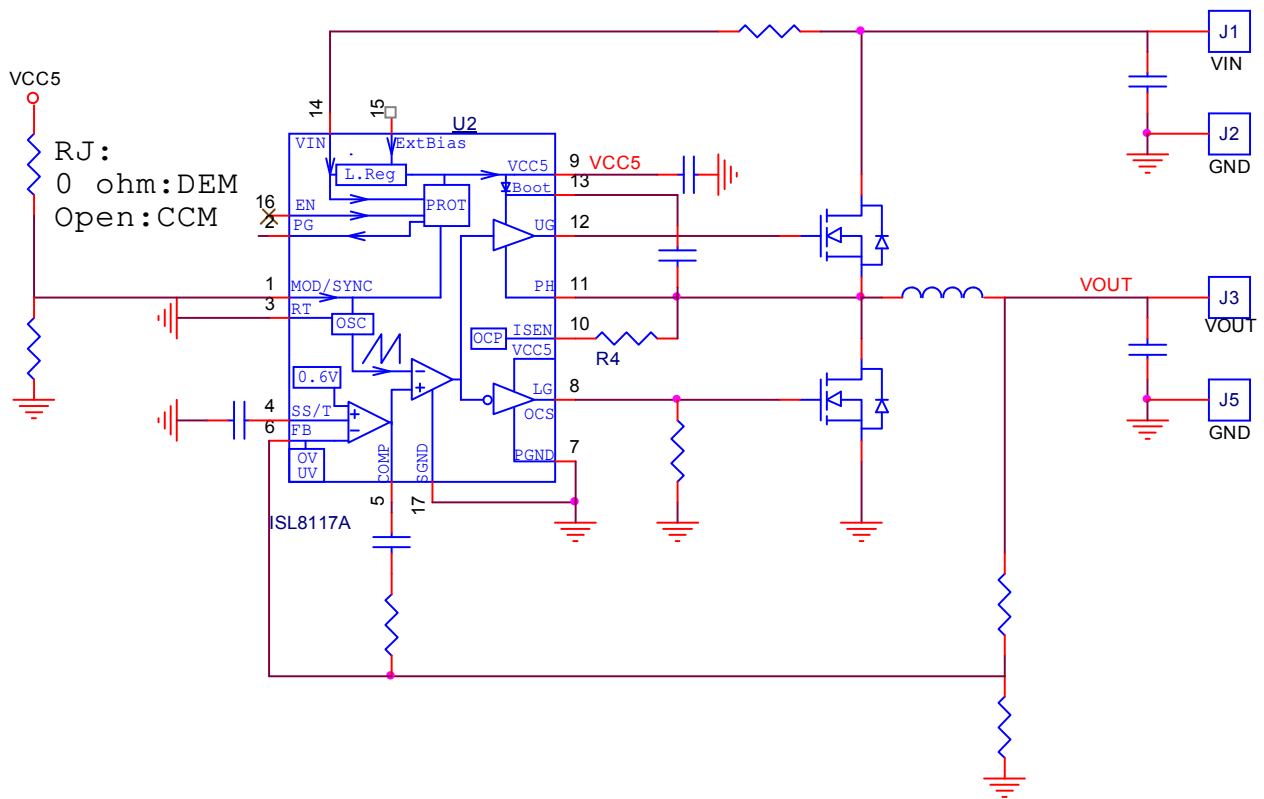 J1
VIN
VCC5
14
15
U2
J2
GND
RJ:
0 ohm:DEM
Open:CCM
VIN
ExtBias
VCC5
9
VCC5
L.Reg
Boot
13
16
EN
PROT
2
PG
UG
12
1
MOD/SYNC
PH
11
VOUT
J3
VOUT
3
RT
OSC
OCP
ISEN
10
R4
VCC5
0.6V
LG
8
OCS
J5
GND
4
SS/T
6
FB
OV
UV
COMP
SGND
PGND
7
5
17
ISL8117A